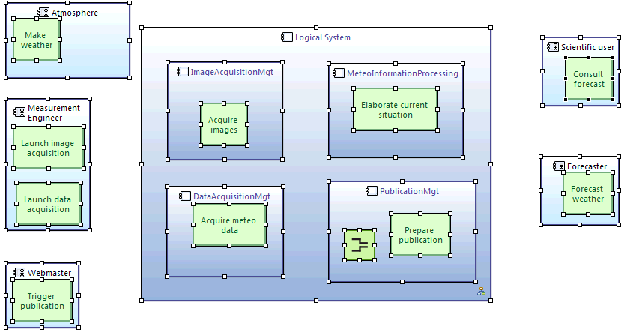 Atmosphere
Make
weather
Measurement
Engineer
Launch image
acquisition
Launch data
acquisition
Webmaster
Trigger
publication
Logical System
ImageAcquisitionMgt
Acquire
images
MeteoInformationProcessing
Elaborate current
situation
DataAcquisitionMgt
Acquire meteo
data
PublicationMgt
Prepare
publication
Scientific user
Consult
forecast
Forecaster
Forecast
weather